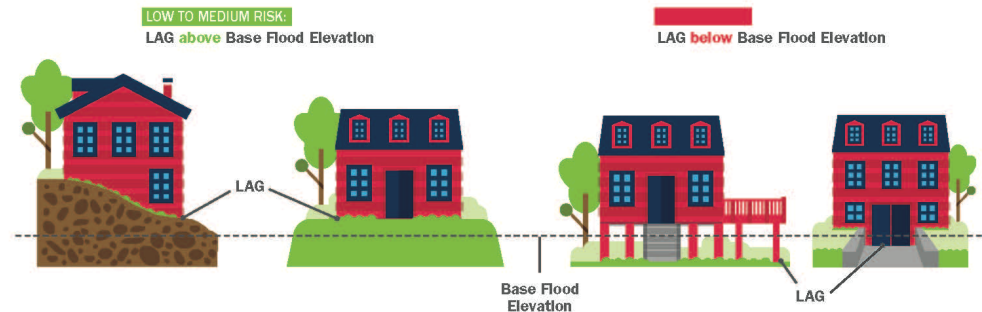 LOW TO MEDIUM RISK:
LAG above Base Flood Elevation
LAG below Base Flood Elevation
LAG
Base Flood
Elevation
LAG